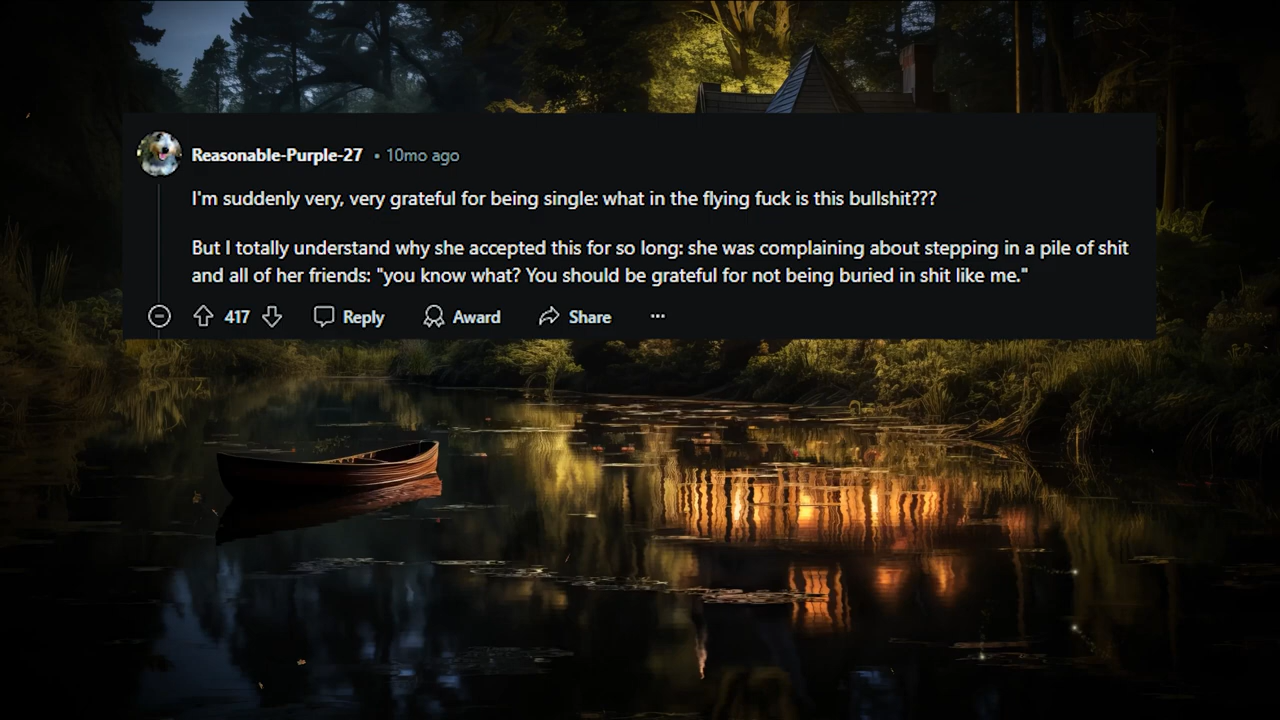 Reasonable-Purple-27 • 10mo ago
I'm suddenly very, very grateful for being single: what in the flying fuck is this bullshit???
But I totally understand why she accepted this for so long: she was complaining about stepping in a pile of shit
and all of her friends: "you know what? You should be grateful for not being buried in shit like me."
417 Reply Award Share ···